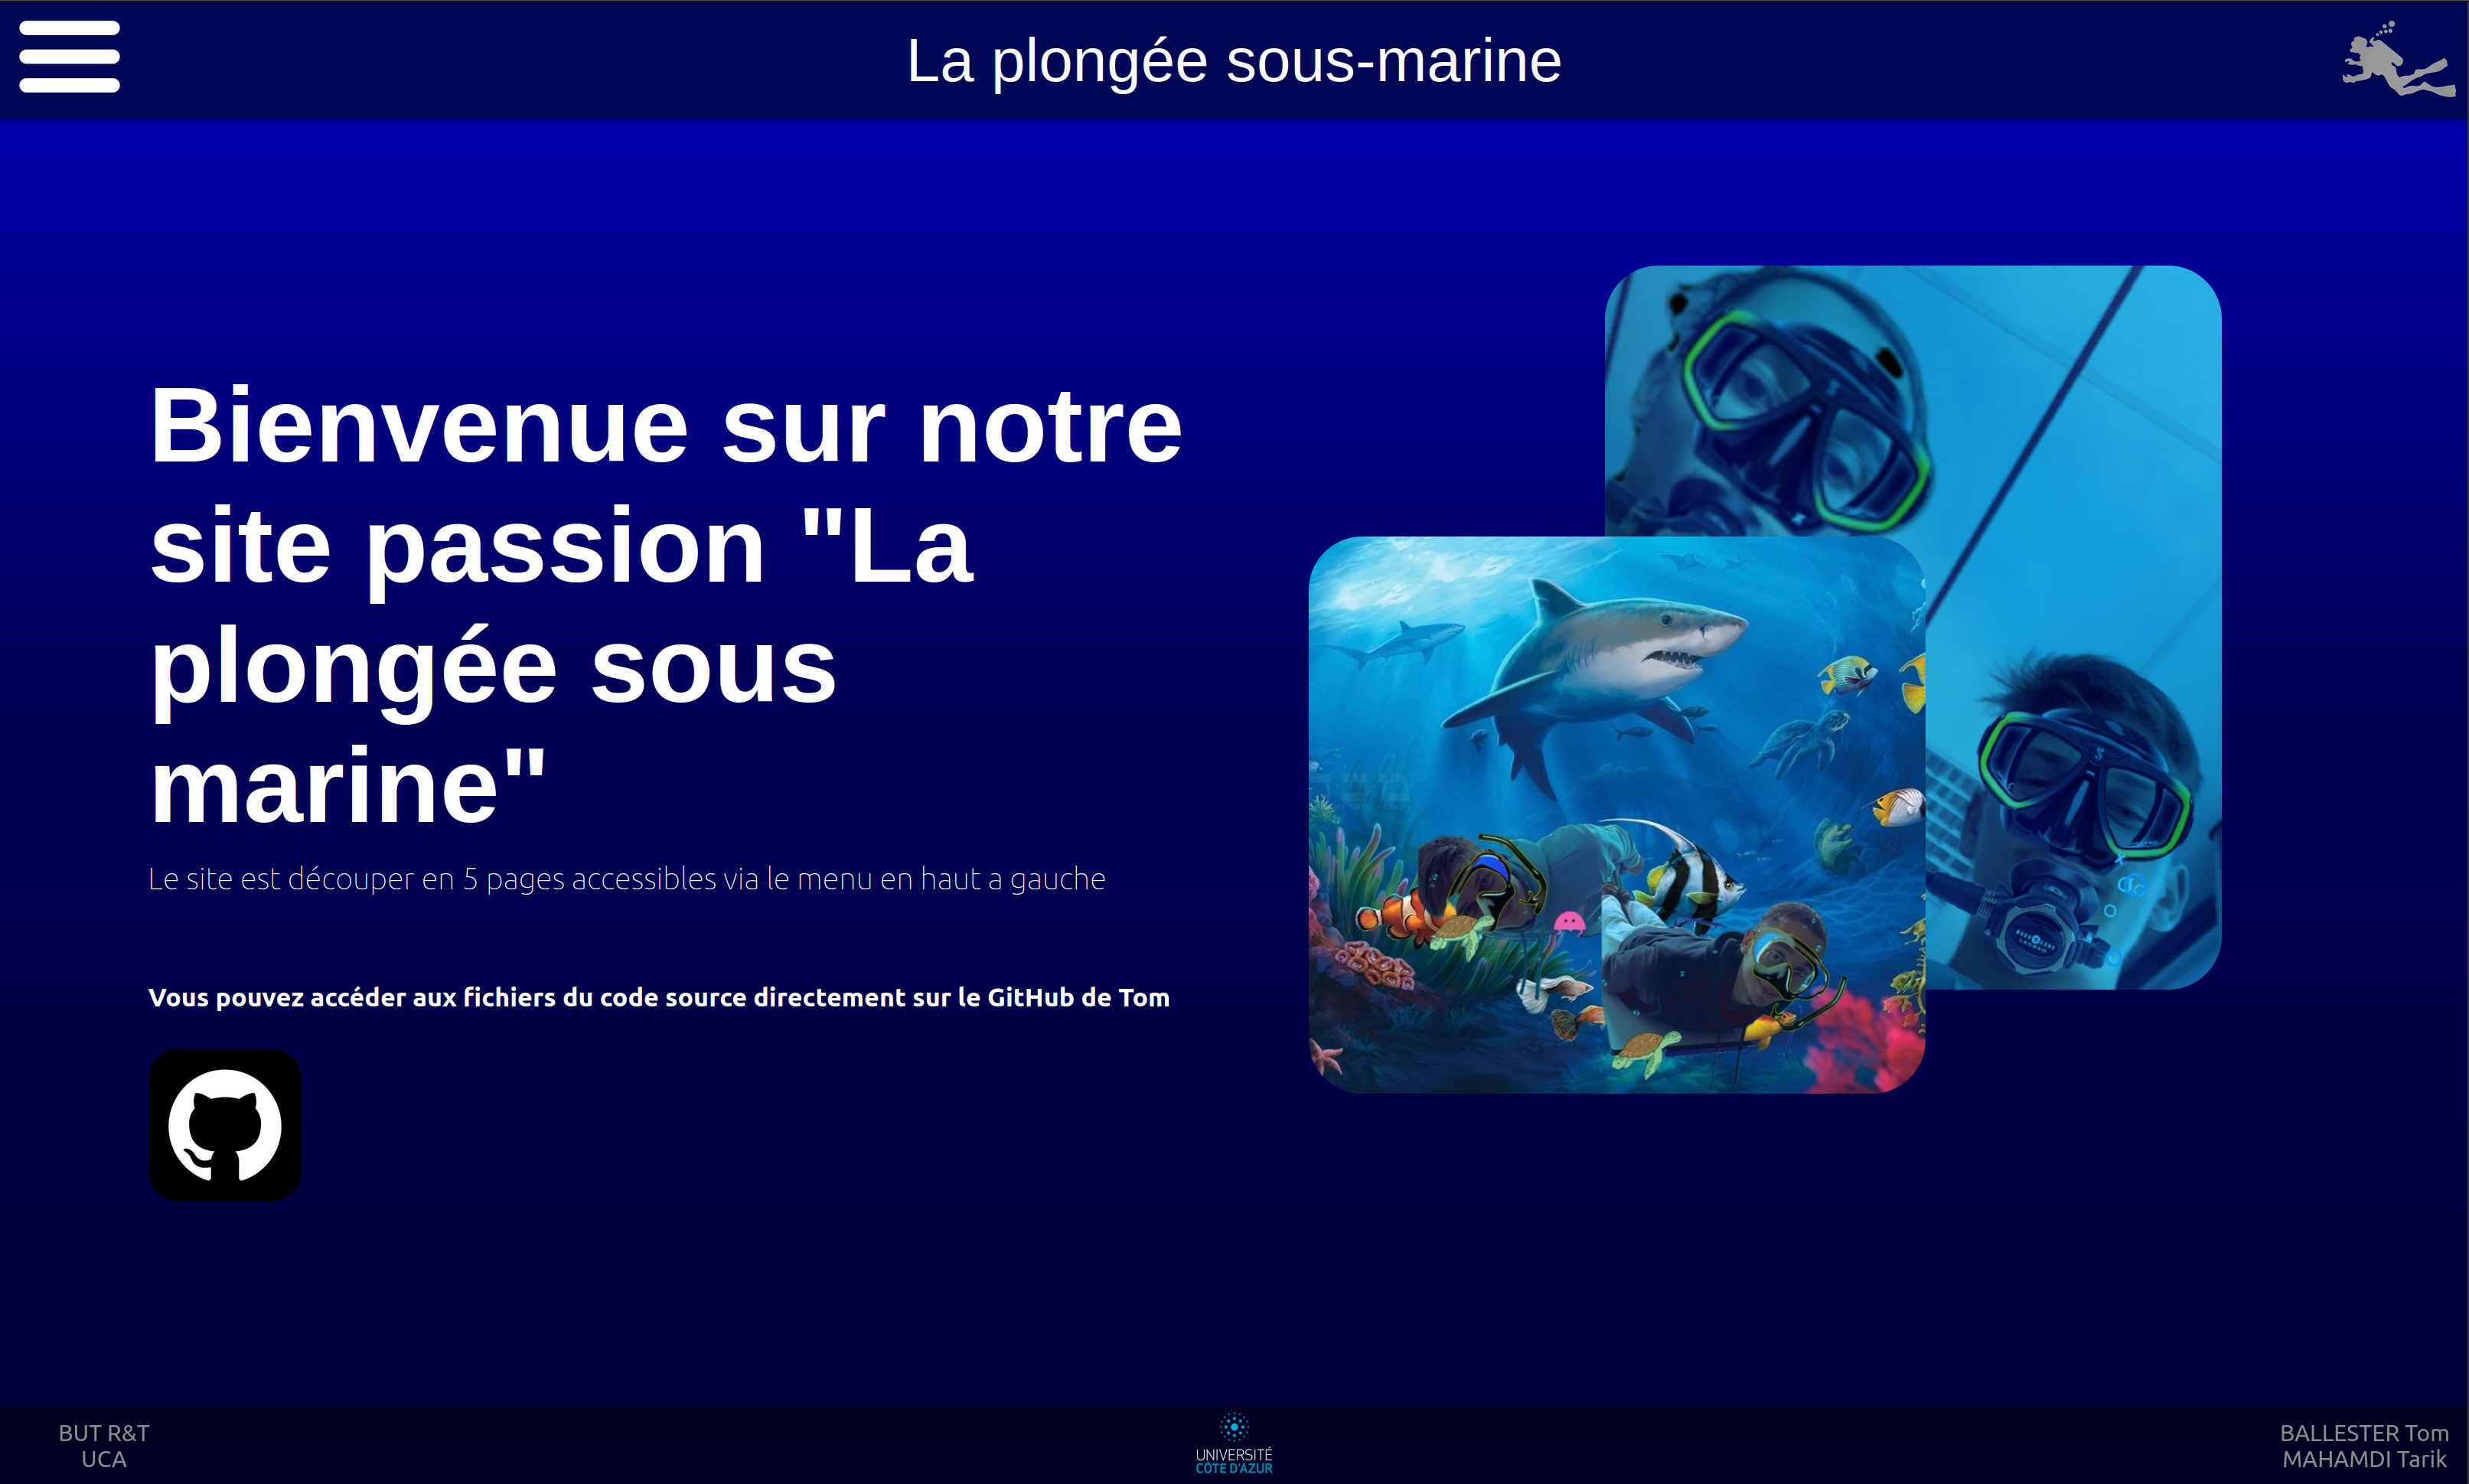 La plongée sous-marine
Bienvenue sur notre
site passion "La
plongée sous
marine"
Le site est découper en 5 pages accessibles via le menu en haut a gauche
Vous pouvez accéder aux fichiers du code source directement sur le GitHub de Tom
BUT R&T
UCA
UNIVERSITÉ
CÔTE D'AZUR
BALLESTER Tom
MAHAMDI Tarik